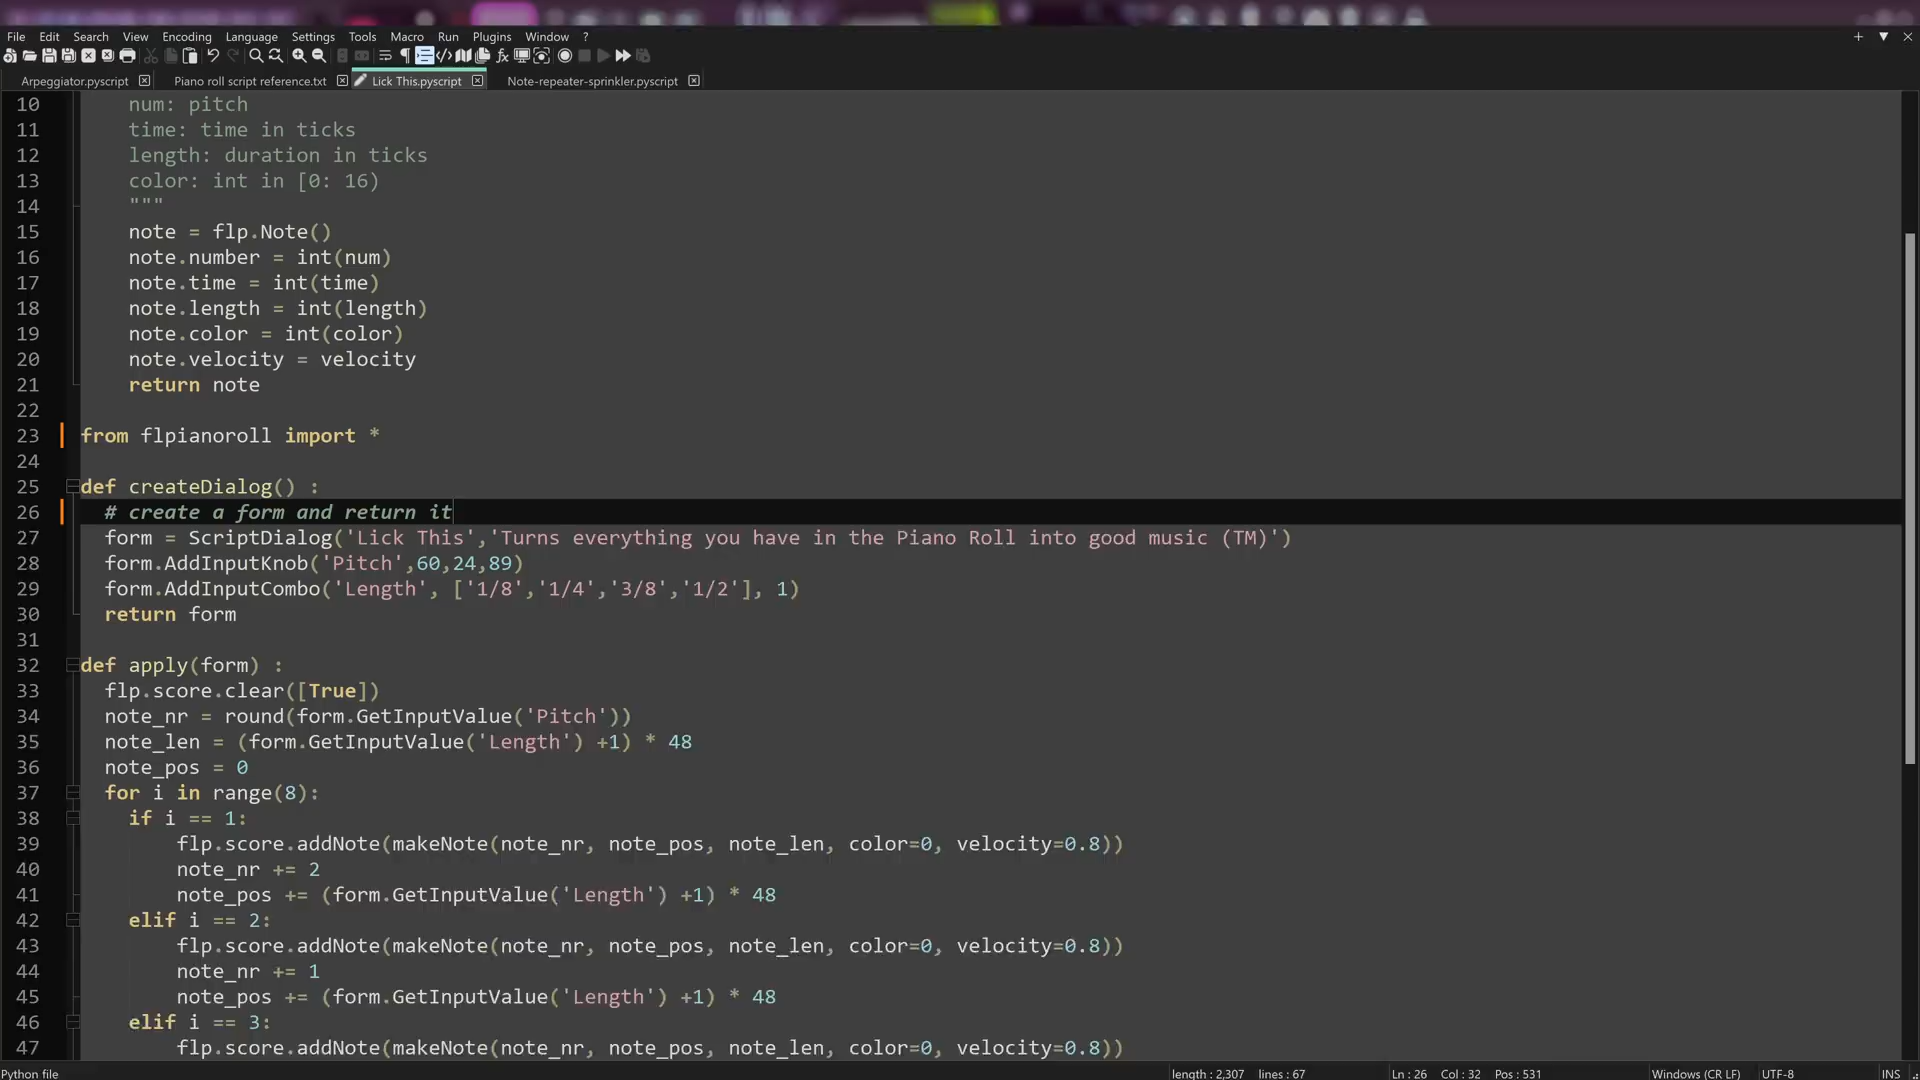 File Edit Search View Encoding Language Settings Tools Macro Run Plugins Window ?
Arpeggiator.pyscript Piano roll script reference.txt Lick This.pyscript Note-repeater-sprinkler.pyscript
10 num: pitch
11 time: time in ticks
12 length: duration in ticks
13 color: int in [0: 16)
14 """
15 note = flp.Note()
16 note.number = int(num)
17 note.time = int(time)
18 note.length = int(length)
19 note.color = int(color)
20 note.velocity = velocity
21 return note
22
23 from flpianoroll import *
24
25 def createDialog() :
26 # create a form and return it
27 form = ScriptDialog('Lick This','Turns everything you have in the Piano Roll into good music (TM)')
28 form.AddInputKnob('Pitch',60,24,89)
29 form.AddInputCombo('Length', ['1/8','1/4','3/8','1/2'], 1)
30 return form
31
32 def apply(form) :
33 flp.score.clear([True])
34 note_nr = round(form.GetInputValue('Pitch'))
35 note_len = (form.GetInputValue('Length') +1) * 48
36 note_pos = 0
37 for i in range(8):
38 if i == 1:
39 flp.score.addNote(makeNote(note_nr, note_pos, note_len, color=0, velocity=0.8))
40 note_nr += 2
41 note_pos += (form.GetInputValue('Length') +1) * 48
42 elif i == 2:
43 flp.score.addNote(makeNote(note_nr, note_pos, note_len, color=0, velocity=0.8))
44 note_nr += 1
45 note_pos += (form.GetInputValue('Length') +1) * 48
46 elif i == 3:
47 flp.score.addNote(makeNote(note_nr, note_pos, note_len, color=0, velocity=0.8))
Python file length : 2,307 lines : 67 Ln : 26 Col : 32 Pos : 531 Windows (CR LF) UTF-8 INS